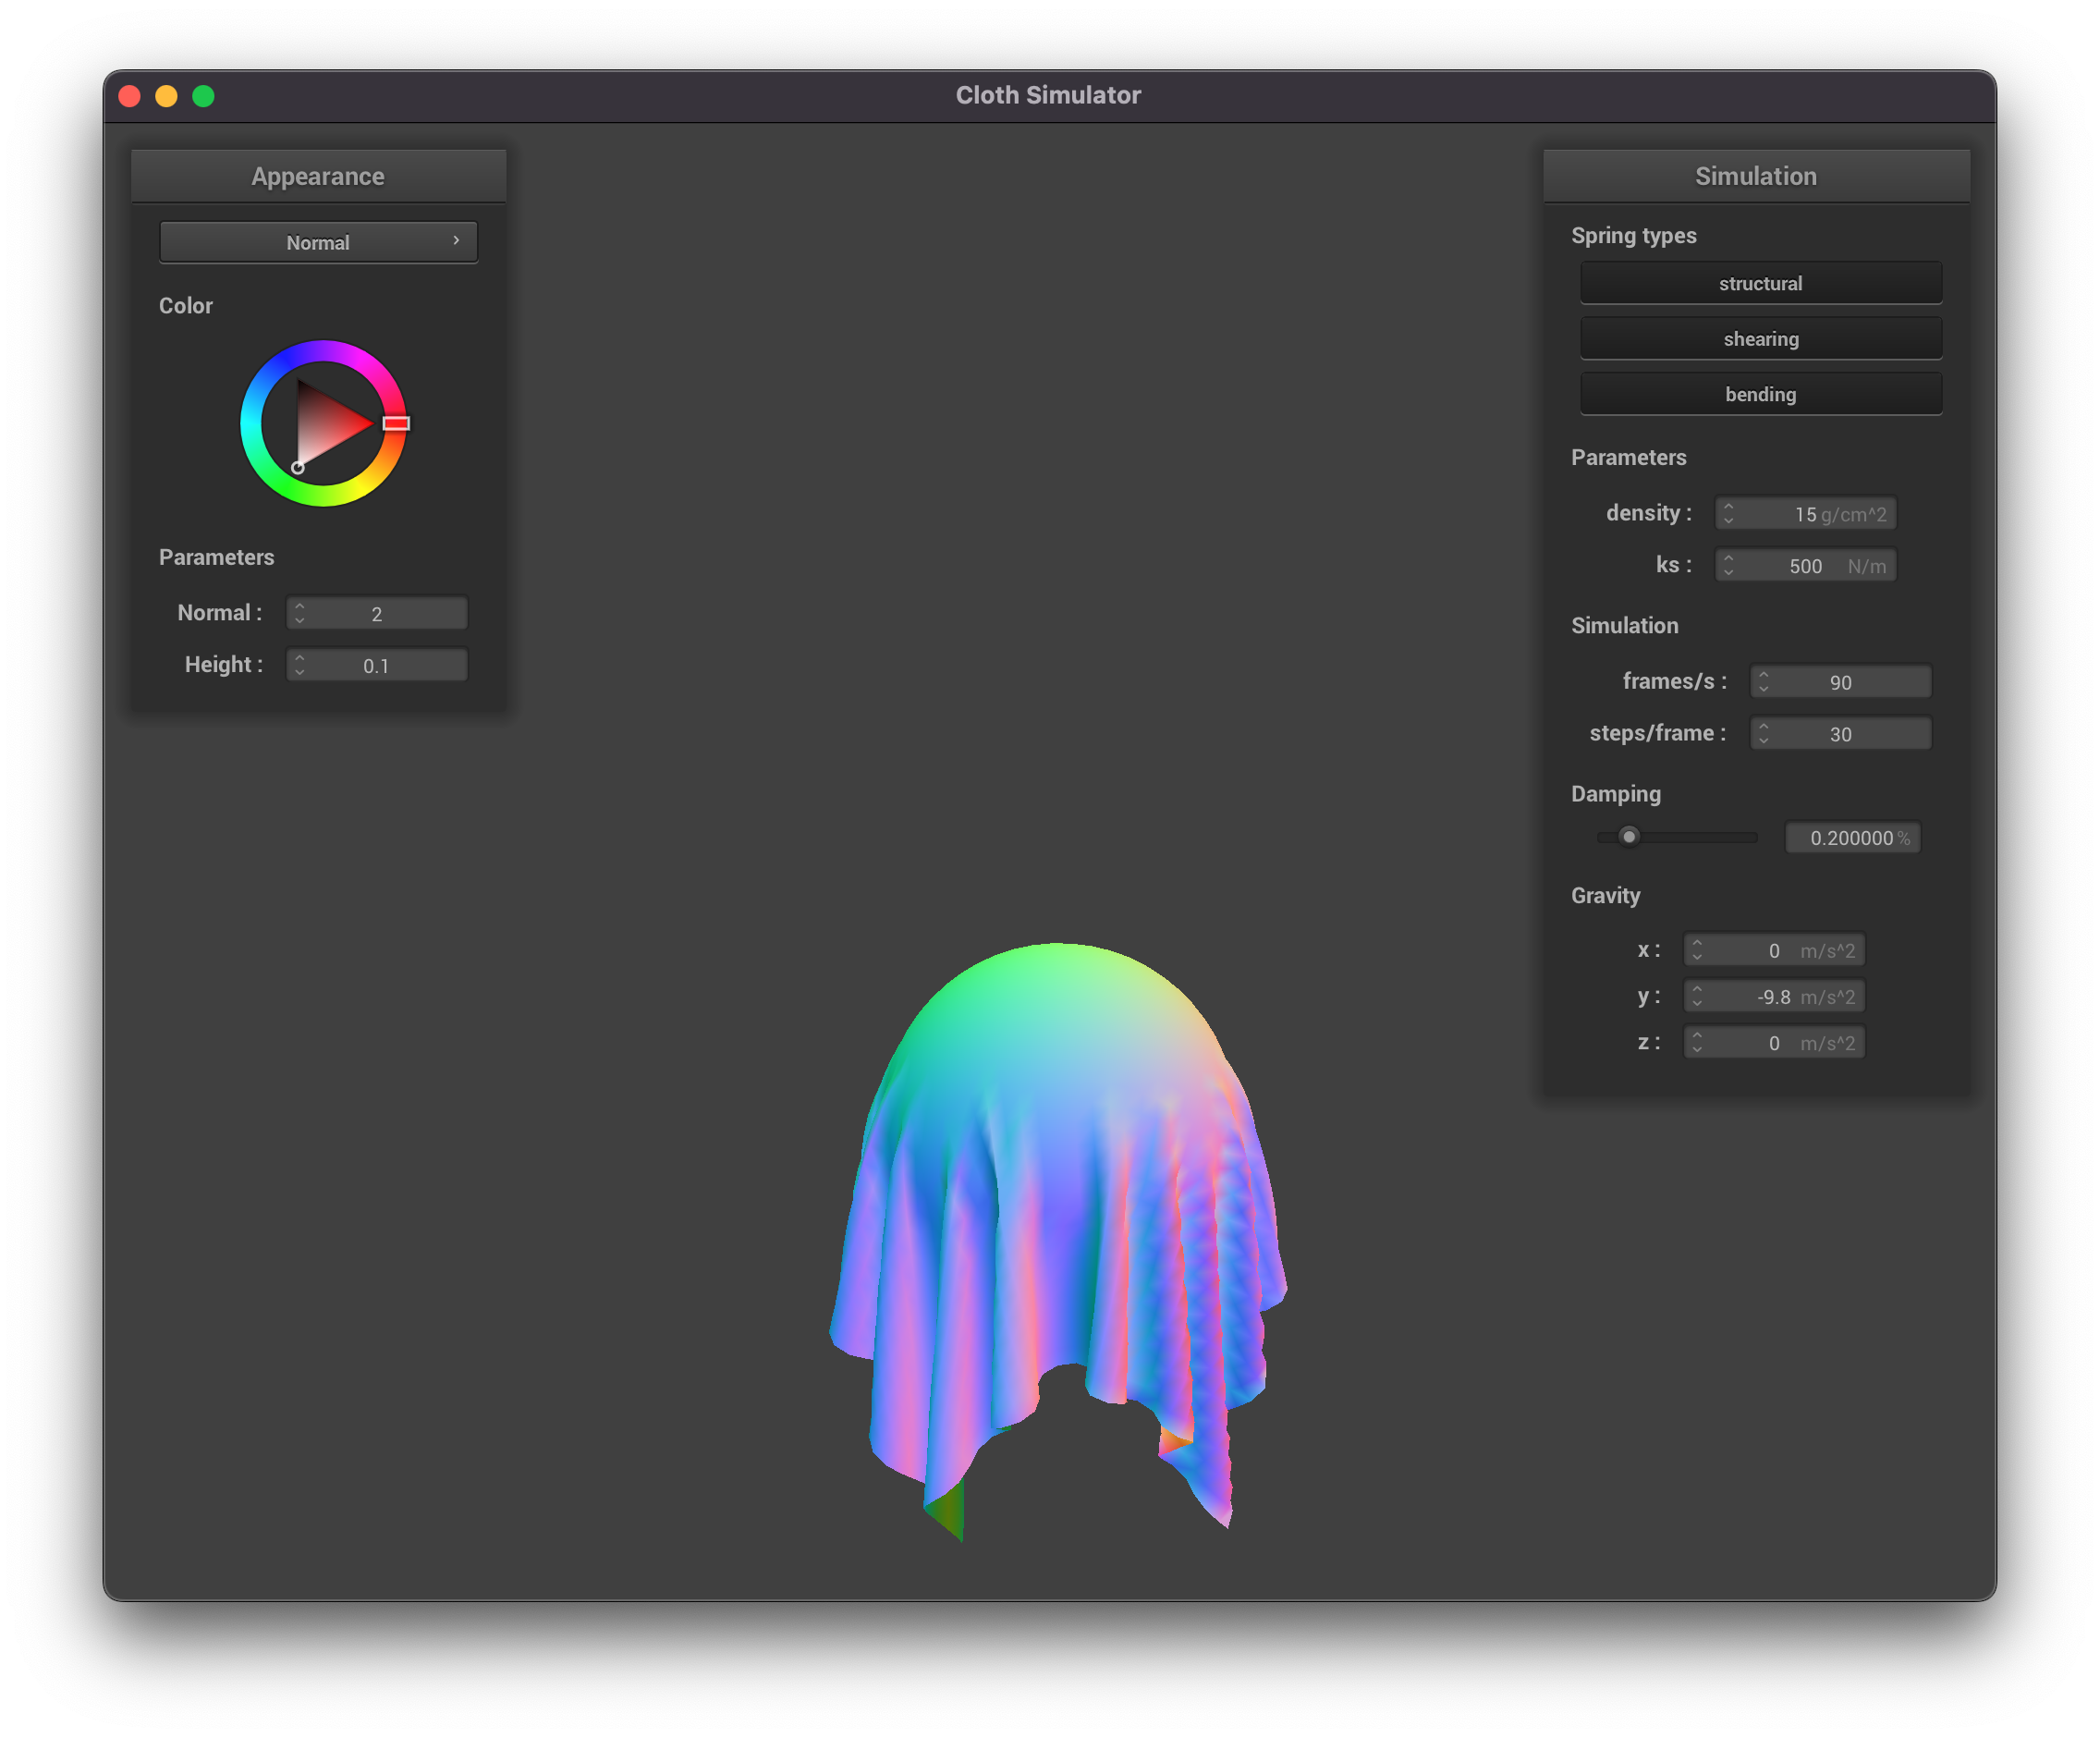 Cloth Simulator
Appearance
Normal
Color
Parameters
Normal :
2
Height :
0.1
Simulation
Spring types
structural
shearing
bending
Parameters
density :
15 g/cm^2
ks :
500 N/m
Simulation
frames/s :
90
steps/frame :
30
Damping
0.200000 %
Gravity
x :
0 m/s^2
y :
-9.8 m/s^2
z :
0 m/s^2